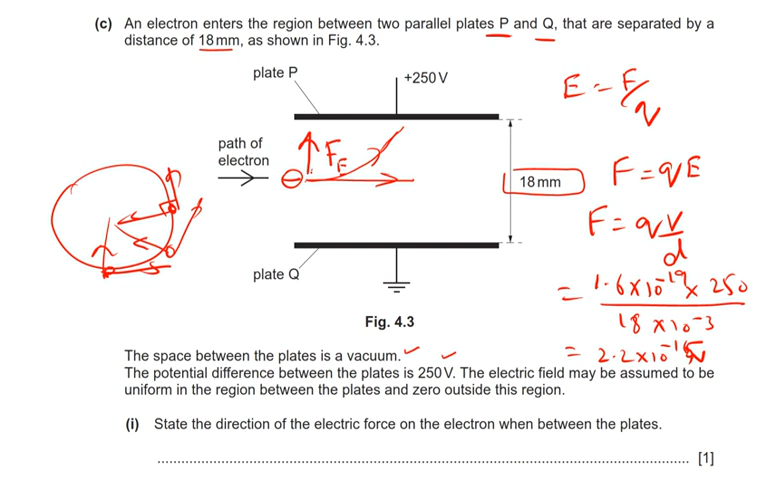 (c) An electron enters the region between two parallel plates P and Q, that are separated by a
distance of 18 mm, as shown in Fig. 4.3.
plate P
+250 V
E = F/q
path of
electron
F_E
18 mm
F = qE
F = q V/d
= 1.6×10⁻¹⁹ × 250
18 × 10⁻³
plate Q
Fig. 4.3
The space between the plates is a vacuum.
= 2.2×10⁻¹⁵ N
The potential difference between the plates is 250 V. The electric field may be assumed to be
uniform in the region between the plates and zero outside this region.
(i) State the direction of the electric force on the electron when between the plates.
.......................................................................................................................... [1]